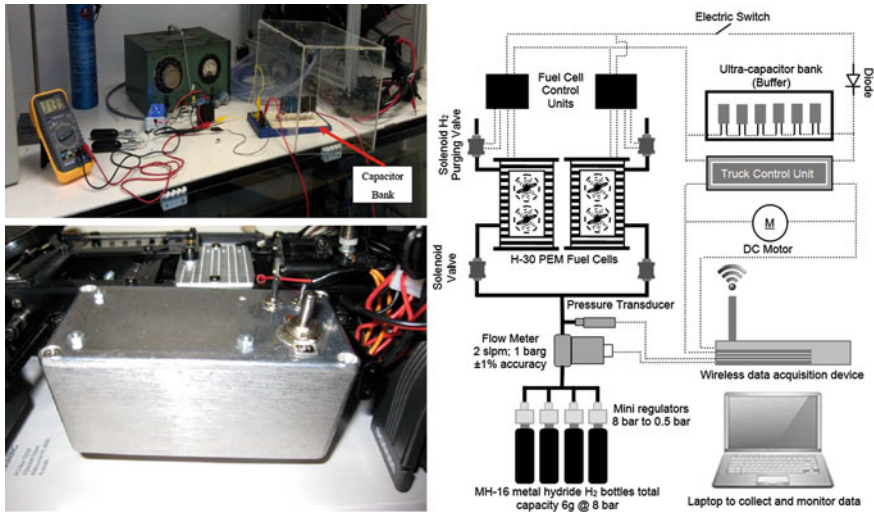 Capacitor
Bank
Electric Switch
Fuel Cell
Control
Units
Ultra-capacitor bank
(Buffer)
Diode
Solenoid H₂
Purging Valve
Truck Control Unit
M
DC Motor
Solenoid
Valve
H-30 PEM Fuel Cells
Pressure Transducer
Flow Meter
2 slpm; 1 barg
±1% accuracy
Wireless data acquisition device
Mini regulators
8 bar to 0.5 bar
MH-16 metal hydride H₂ bottles total
capacity 6g @ 8 bar
Laptop to collect and monitor data